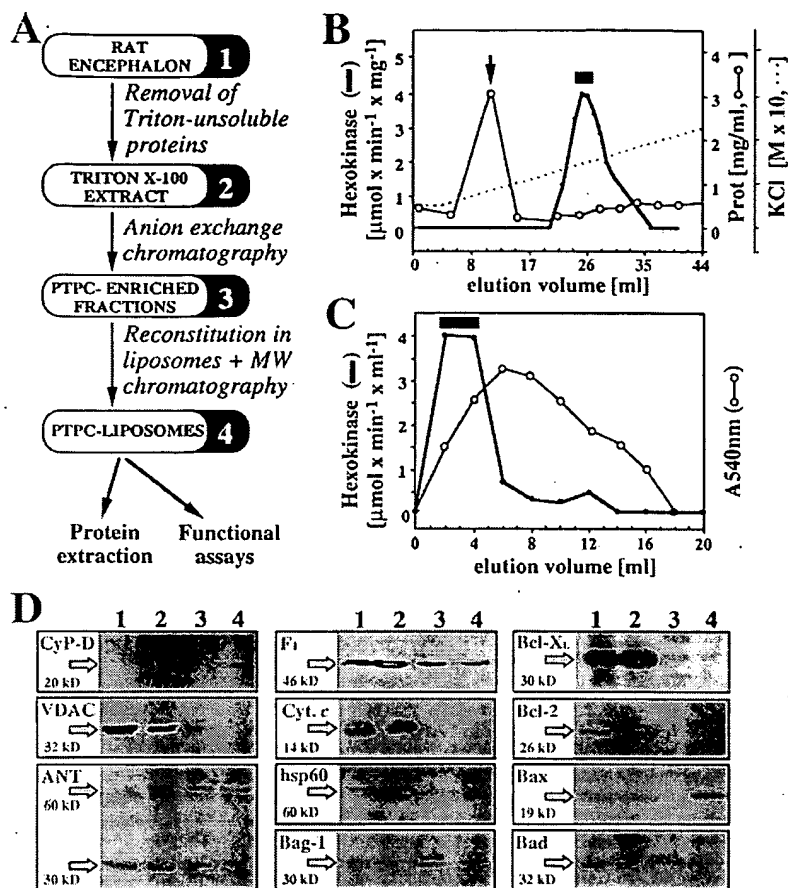 A
RAT
ENCEPHALON
1
Removal of
Triton-unsoluble
proteins
TRITON X-100
EXTRACT
2
Anion exchange
chromatography
PTPC- ENRICHED
FRACTIONS
3
Reconstitution in
liposomes + MW
chromatography
PTPC-LIPOSOMES
4
Protein
extraction
Functional
assays
B
Hexokinase (—)
[μmol x min-1 x mg-1]
5
4
3
2
1
0
4
3
2
1
0
Prot [mg/ml, o—o]
KCl [M x 10, ···]
0 8 17 26 35 44
elution volume [ml]
C
Hexokinase (—)
[μmol x min-1 x ml-1]
4
3
2
1
0
A540nm (o—o)
0 4 8 12 16 20
elution volume [ml]
D
1 2 3 4
CyP-D
20 kD
VDAC
32 kD
ANT
60 kD
30 kD
1 2 3 4
F1
46 kD
Cyt. c
14 kD
hsp60
60 kD
Bag-1
30 kD
1 2 3 4
Bcl-XL
30 kD
Bcl-2
26 kD
Bax
19 kD
Bad
32 kD